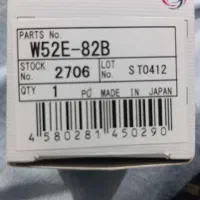 PARTS No.
W52E-82B
STOCK No. 2706 LOT No. ST0412
QTY 1 PC MADE IN JAPAN
4 580281 450290